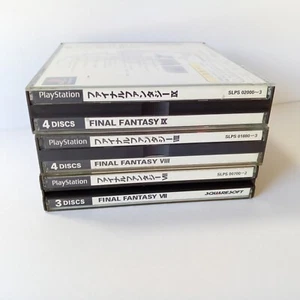 PlayStation ファイナルファンタジーIX SLPS 02000~3
4 DISCS FINAL FANTASY IX
PlayStation ファイナルファンタジーVIII SLPS 01880~3
4 DISCS FINAL FANTASY VIII
PlayStation ファイナルファンタジーVII SLPS 00700~2
3 DISCS FINAL FANTASY VII SQUARESOFT